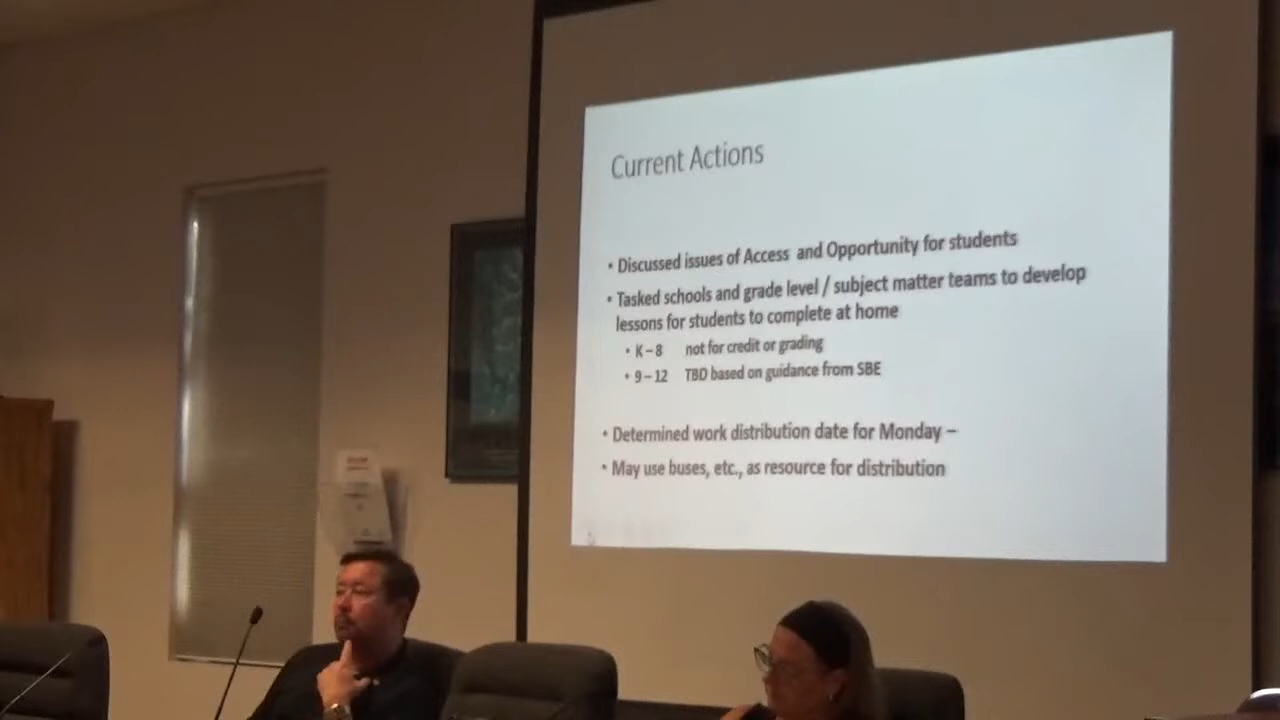 Current Actions
• Discussed issues of Access and Opportunity for students
• Tasked schools and grade level / subject matter teams to develop
lessons for students to complete at home
• K – 8 not for credit or grading
• 9 – 12 TBD based on guidance from SBE
• Determined work distribution date for Monday –
• May use buses, etc., as resource for distribution